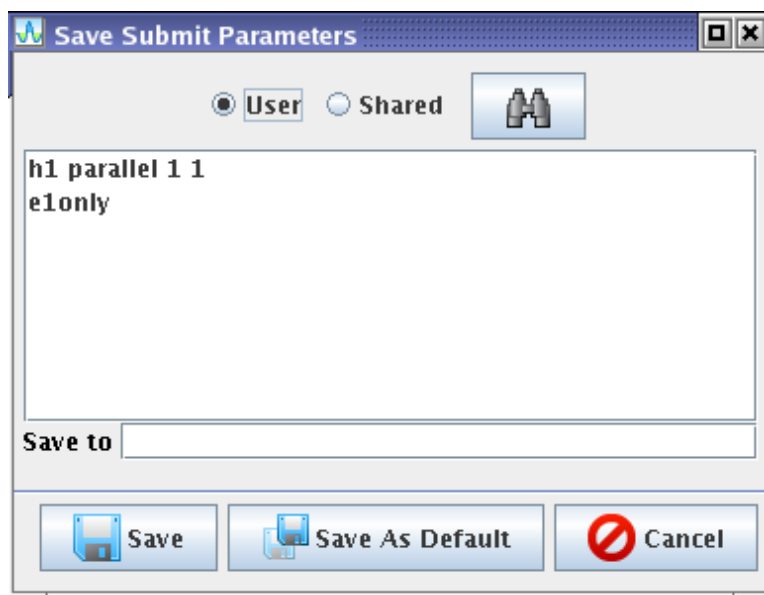 Save Submit Parameters
User Shared
h1 parallel 1 1
e1only
Save to
Save Save As Default Cancel